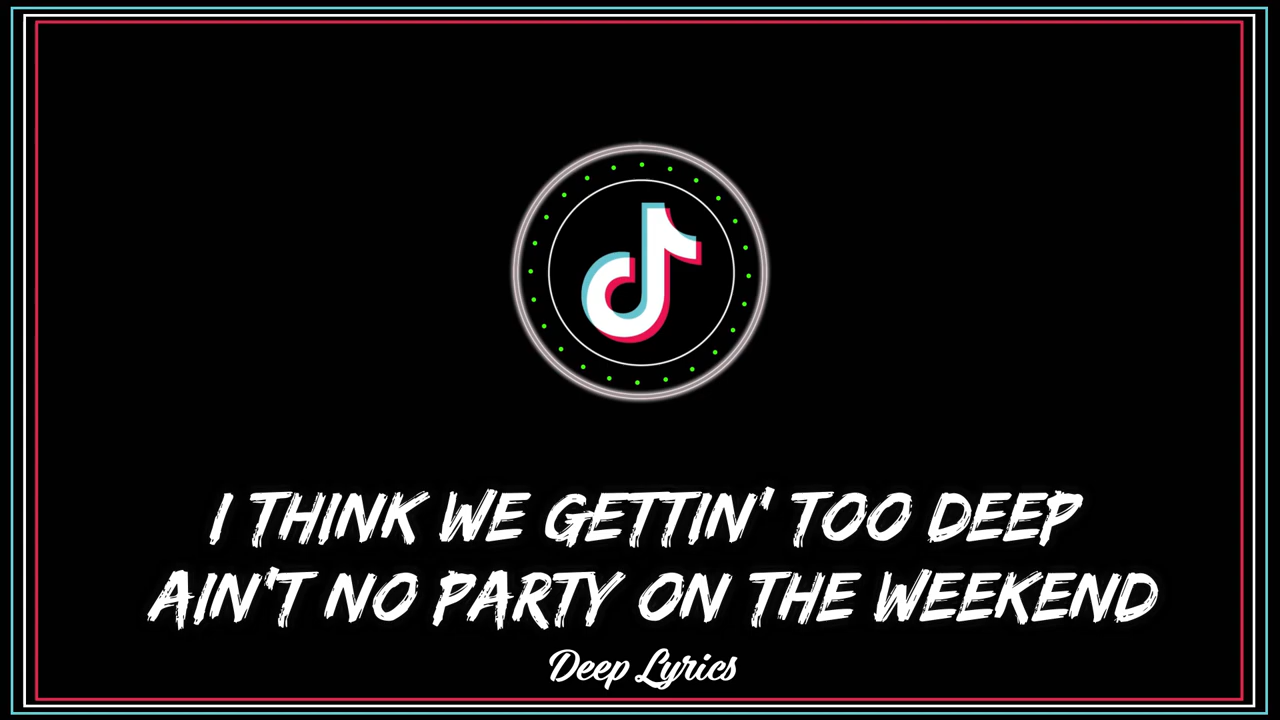 I THINK WE GETTIN' TOO DEEP
AIN'T NO PARTY ON THE WEEKEND
Deep Lyrics